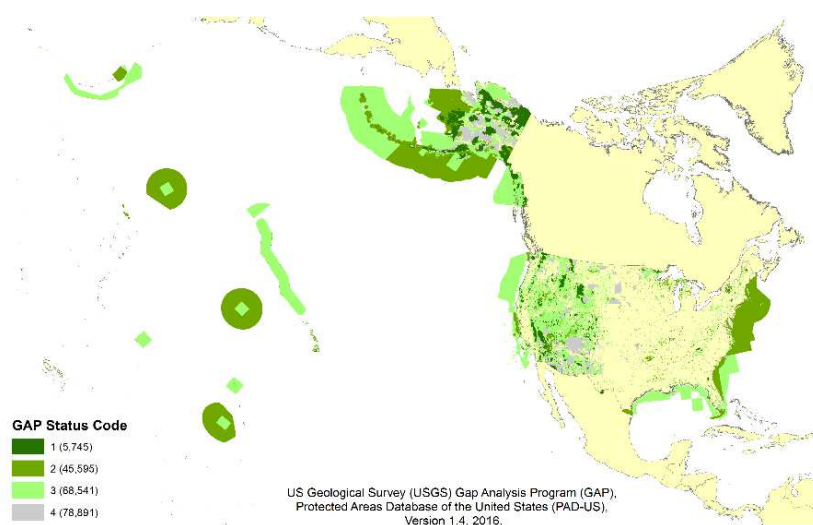 GAP Status Code
1 (5,745)
2 (45,595)
3 (68,541)
4 (78,891)
US Geological Survey (USGS) Gap Analysis Program (GAP),
Protected Areas Database of the United States (PAD-US),
Version 1.4. 2016.